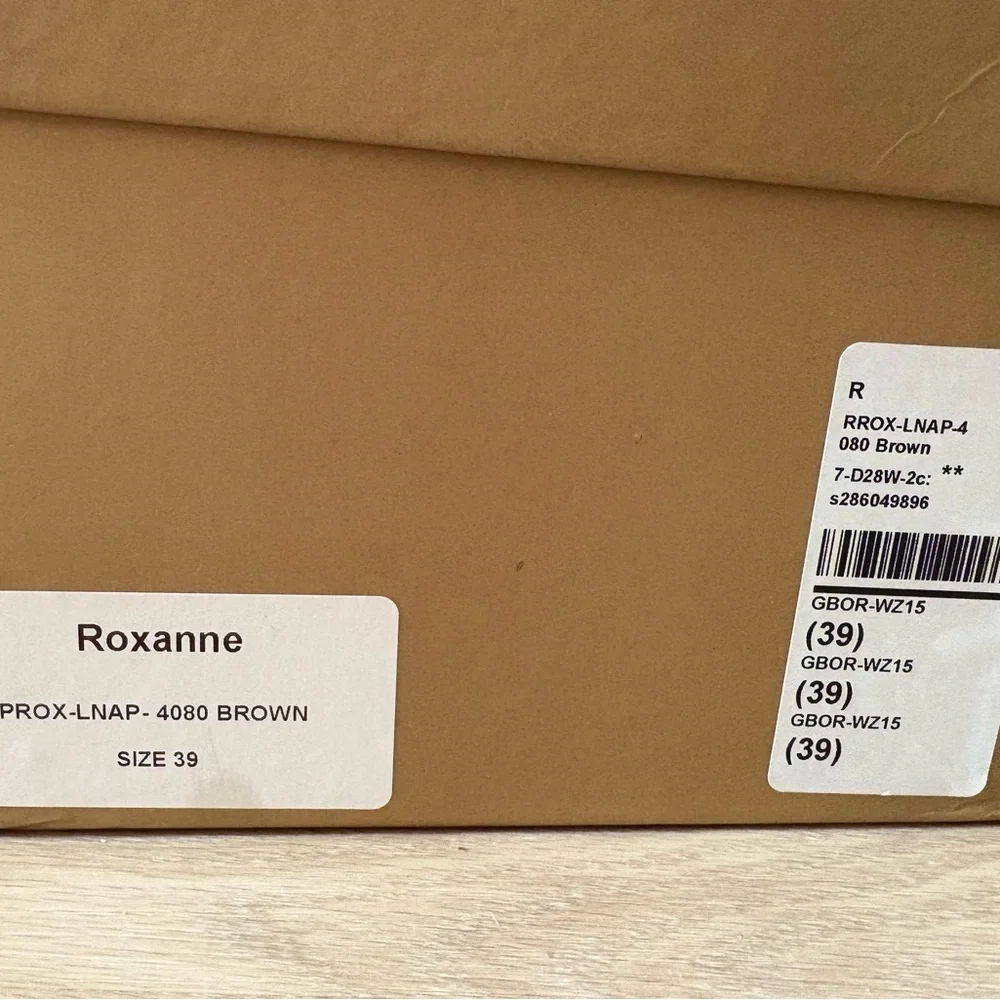 Roxanne
PROX-LNAP- 4080 BROWN
SIZE 39
R
RROX-LNAP-4
080 Brown
7-D28W-2c: **
s286049896
GBOR-WZ15
(39)
GBOR-WZ15
(39)
GBOR-WZ15
(39)